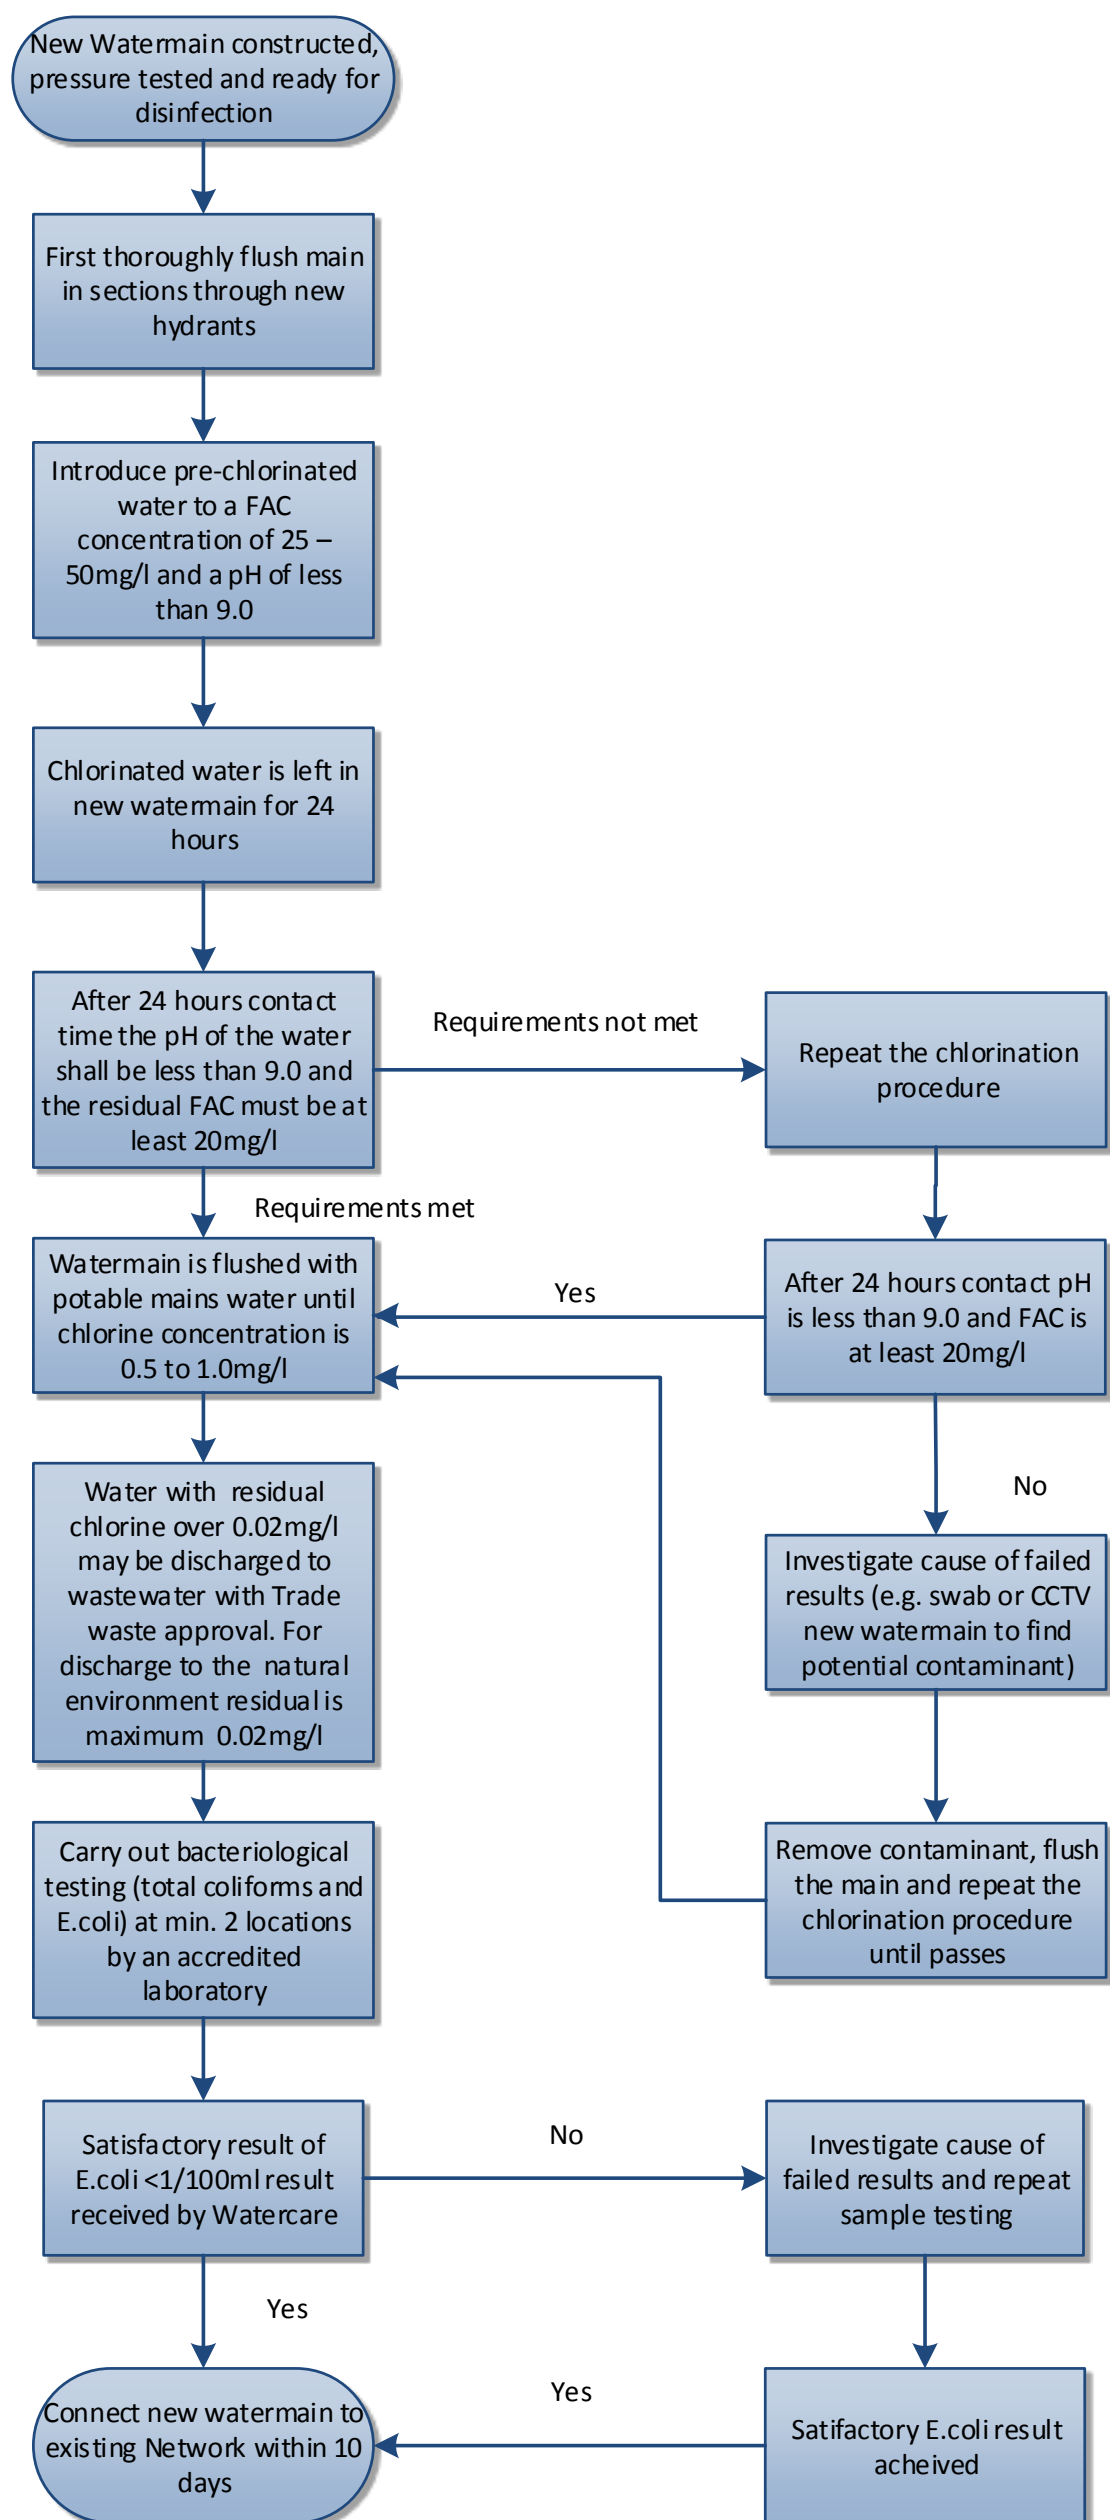 New Watermain constructed,
pressure tested and ready for
disinfection
First thoroughly flush main
in sections through new
hydrants
Introduce pre-chlorinated
water to a FAC
concentration of 25 –
50mg/l and a pH of less
than 9.0
Chlorinated water is left in
new watermain for 24
hours
After 24 hours contact
time the pH of the water
shall be less than 9.0 and
the residual FAC must be at
least 20mg/l
Requirements not met
Repeat the chlorination
procedure
Requirements met
Watermain is flushed with
potable mains water until
chlorine concentration is
0.5 to 1.0mg/l
Yes
After 24 hours contact pH
is less than 9.0 and FAC is
at least 20mg/l
No
Water with residual
chlorine over 0.02mg/l
may be discharged to
wastewater with Trade
waste approval. For
discharge to the natural
environment residual is
maximum 0.02mg/l
Investigate cause of failed
results (e.g. swab or CCTV
new watermain to find
potential contaminant)
Remove contaminant, flush
the main and repeat the
chlorination procedure
until passes
Carry out bacteriological
testing (total coliforms and
E.coli) at min. 2 locations
by an accredited
laboratory
Satisfactory result of
E.coli <1/100ml result
received by Watercare
No
Investigate cause of
failed results and repeat
sample testing
Yes
Connect new watermain to
existing Network within 10
days
Yes
Satifactory E.coli result
acheived